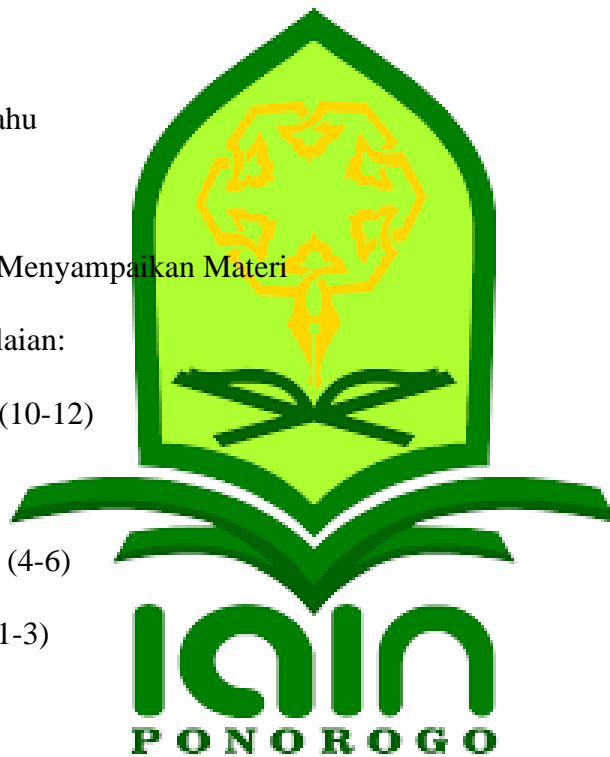 ahu
Menyampaikan Materi
laian:
(10-12)
(4-6)
1-3)
IAIN
PONOROGO